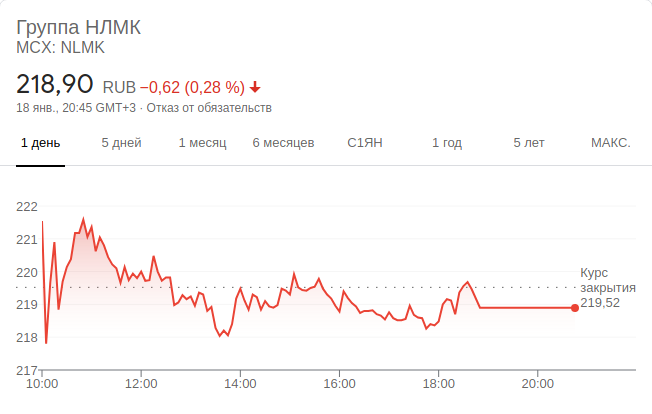 Группа НЛМК
MCX: NLMK
218,90 RUB −0,62 (0,28 %)
18 янв., 20:45 GMT+3 · Отказ от обязательств
1 день 5 дней 1 месяц 6 месяцев С1ЯН 1 год 5 лет МАКС.
222
221
220
219
218
217
Курс
закрытия
219,52
10:00 12:00 14:00 16:00 18:00 20:00